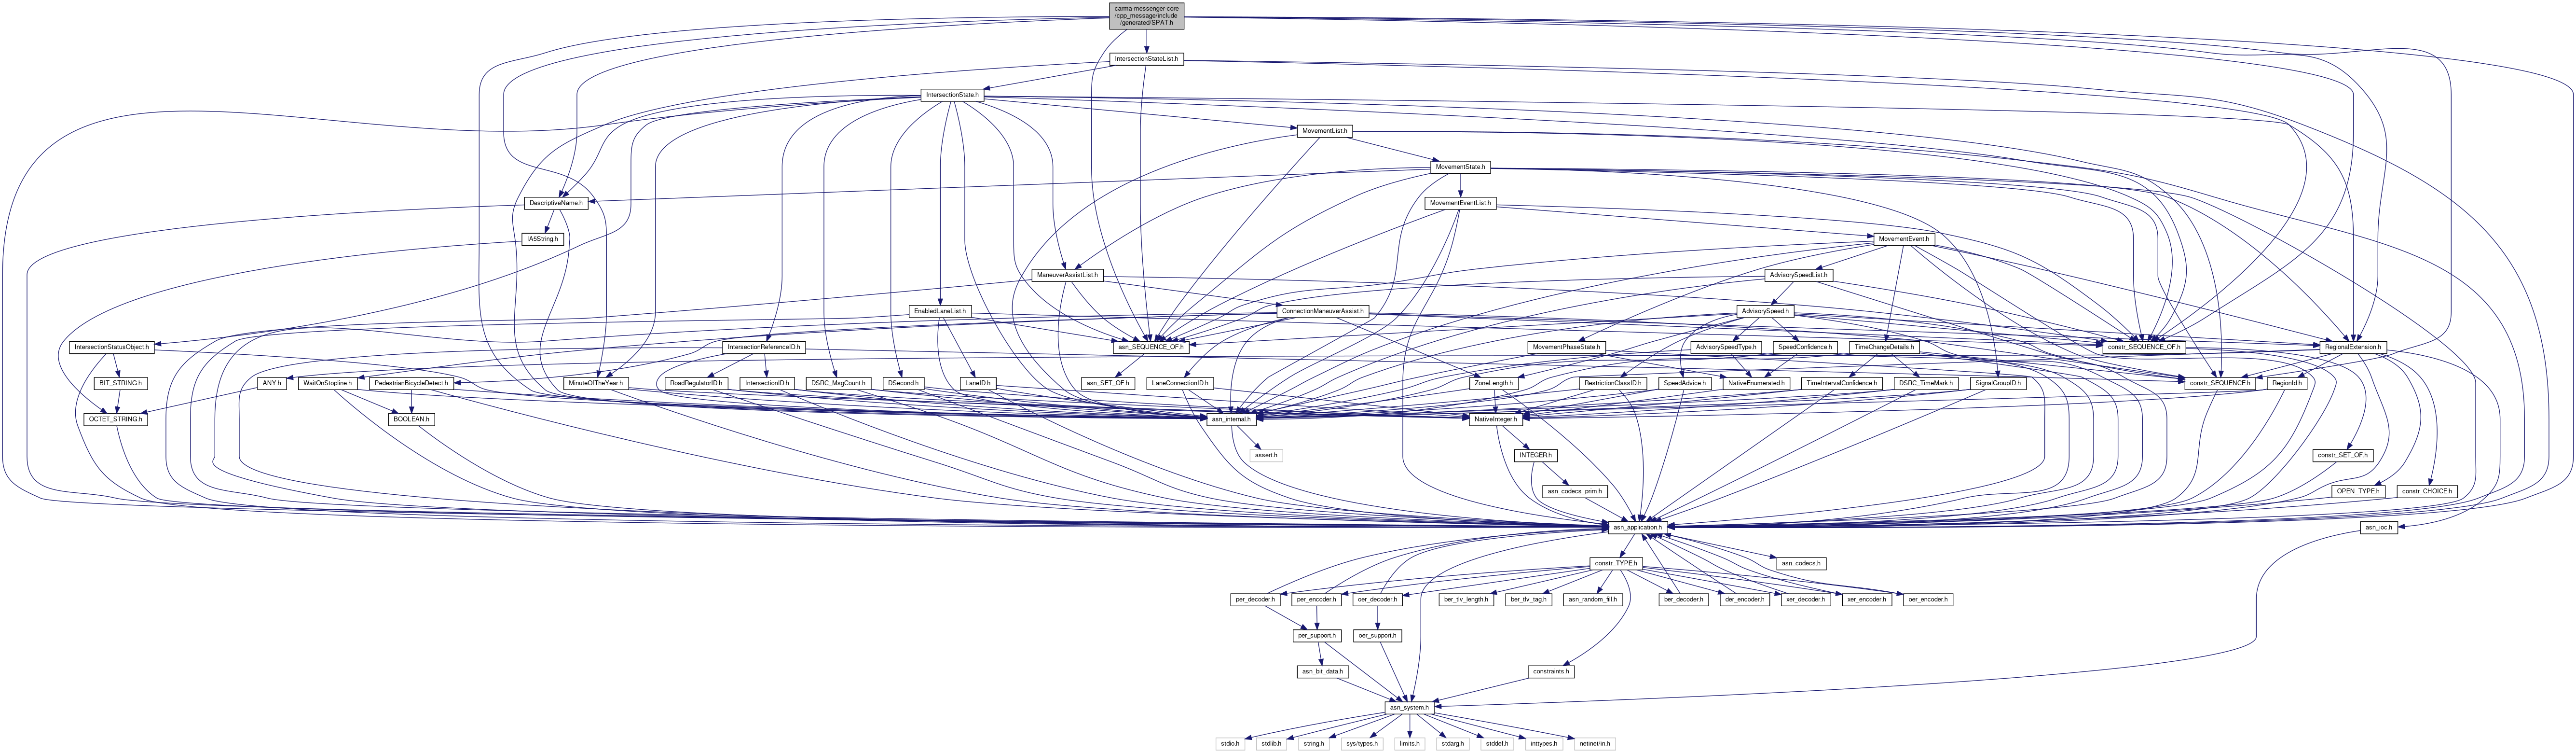 carma-messenger-core
/cpp_message/include
/generated/SPAT.h
IntersectionStateList.h
IntersectionState.h
MovementList.h
MovementState.h
DescriptiveName.h
MovementEventList.h
IA5String.h
MovementEvent.h
ManeuverAssistList.h
AdvisorySpeedList.h
EnabledLaneList.h
ConnectionManeuverAssist.h
AdvisorySpeed.h
IntersectionStatusObject.h
IntersectionReferenceID.h
asn_SEQUENCE_OF.h
MovementPhaseState.h
AdvisorySpeedType.h
SpeedConfidence.h
TimeChangeDetails.h
constr_SEQUENCE_OF.h
RegionalExtension.h
BIT_STRING.h
ANY.h
WaitOnStopline.h
PedestrianBicycleDetect.h
MinuteOfTheYear.h
RoadRegulatorID.h
IntersectionID.h
DSRC_MsgCount.h
DSecond.h
LaneID.h
asn_SET_OF.h
LaneConnectionID.h
ZoneLength.h
RestrictionClassID.h
SpeedAdvice.h
NativeEnumerated.h
TimeIntervalConfidence.h
DSRC_TimeMark.h
SignalGroupID.h
constr_SEQUENCE.h
RegionId.h
OCTET_STRING.h
BOOLEAN.h
asn_internal.h
NativeInteger.h
assert.h
INTEGER.h
constr_SET_OF.h
asn_codecs_prim.h
OPEN_TYPE.h
constr_CHOICE.h
asn_application.h
asn_ioc.h
constr_TYPE.h
asn_codecs.h
per_decoder.h
per_encoder.h
oer_decoder.h
ber_tlv_length.h
ber_tlv_tag.h
asn_random_fill.h
ber_decoder.h
der_encoder.h
xer_decoder.h
xer_encoder.h
oer_encoder.h
per_support.h
oer_support.h
asn_bit_data.h
constraints.h
asn_system.h
stdio.h
stdlib.h
string.h
sys/types.h
limits.h
stdarg.h
stddef.h
inttypes.h
netinet/in.h